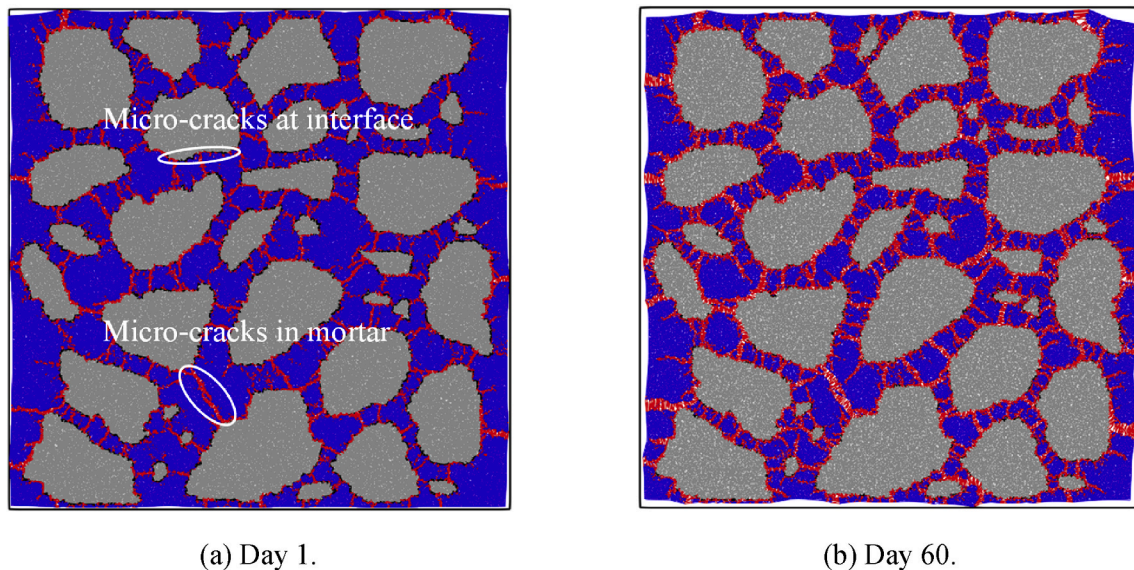 Micro-cracks at interface
Micro-cracks in mortar
(a) Day 1.
(b) Day 60.